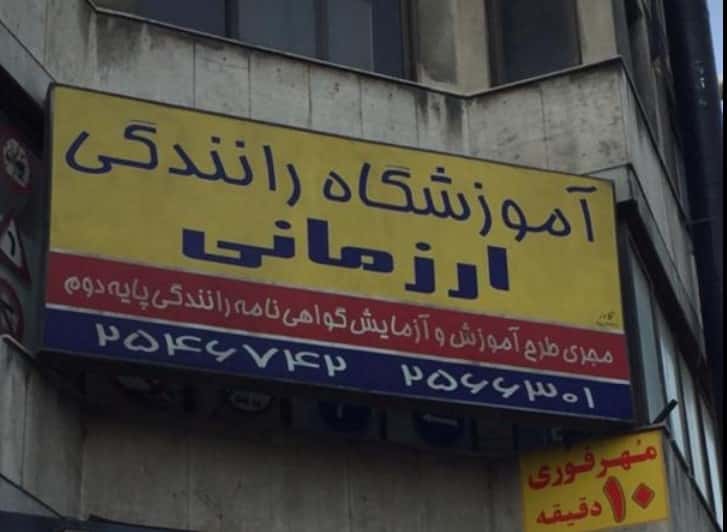 آموزشگاه رانندگی
ارزمانی
مجری طرح آموزش و آزمایش گواهی نامه رانندگی پایه دوم
۲۵۴۶۷۴۲ ۲۵۶۶۳۰۱
مهر فوری
۱۰ دقیقه